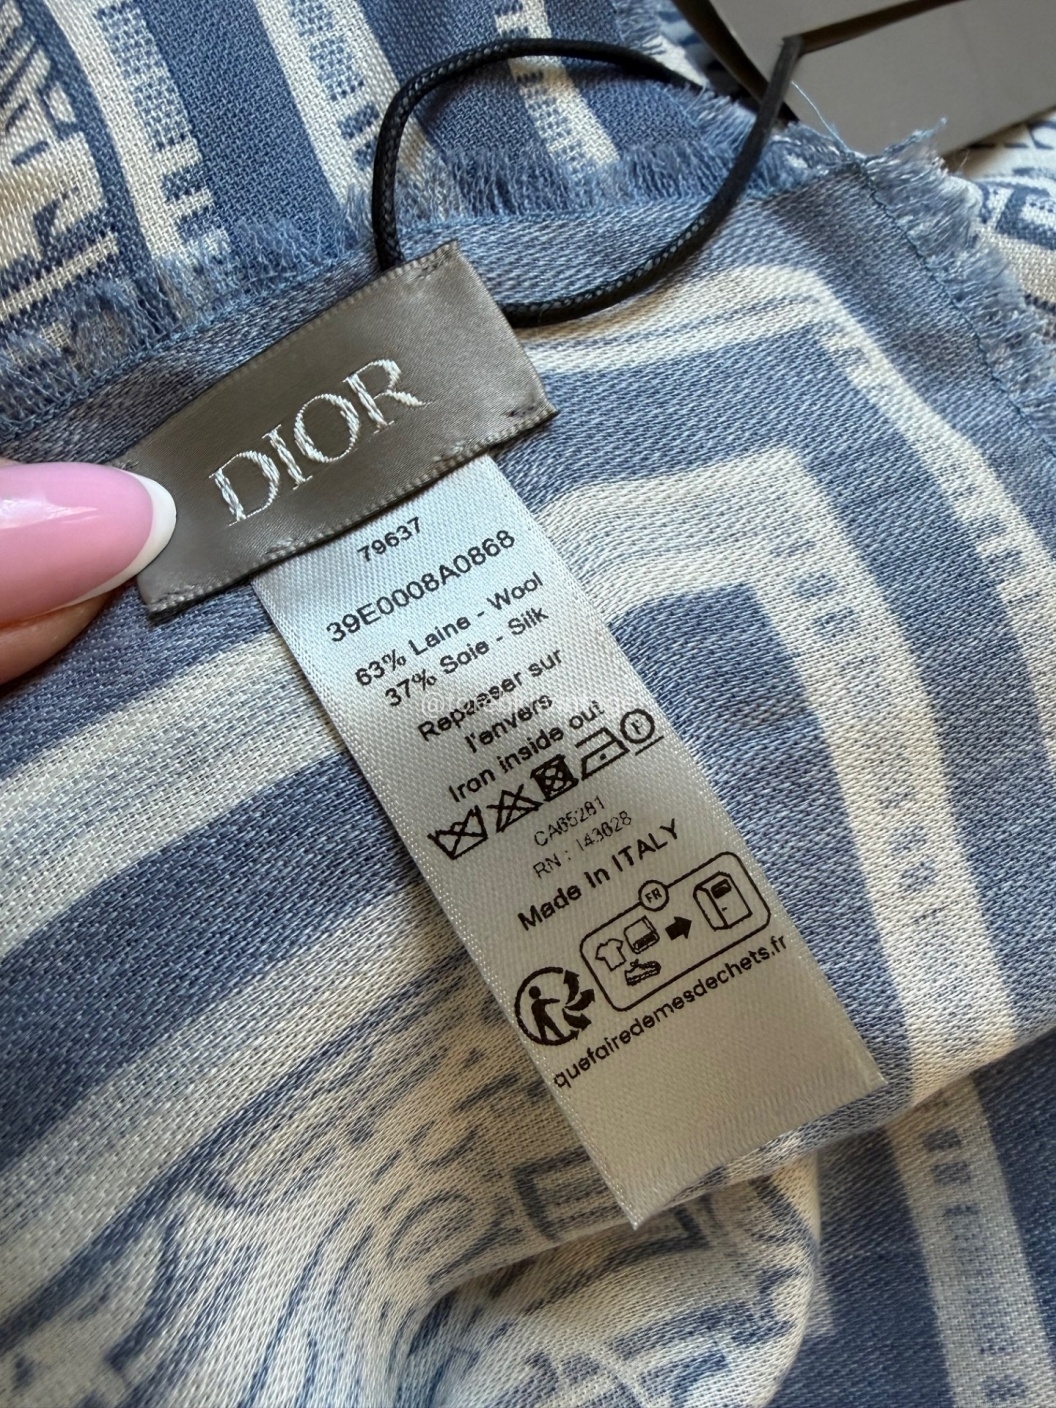 DIOR
79637
39E0008A0868
63% Laine - Wool
37% Soie - Silk
Repasser sur
l'envers
Iron inside out
F
CA65281
RN : 143628
Made In ITALY
FR
quefairedemesdechets.fr